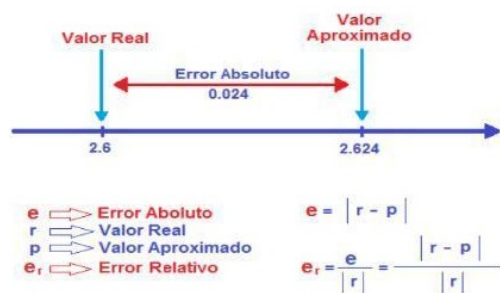 Valor Real
Valor
Aproximado
Error Absoluto
0.024
2.6
2.624
e Error Aboluto
r Valor Real
p Valor Aproximado
er Error Relativo
e = | r - p |
er = e / |r| = | r - p | / | r |